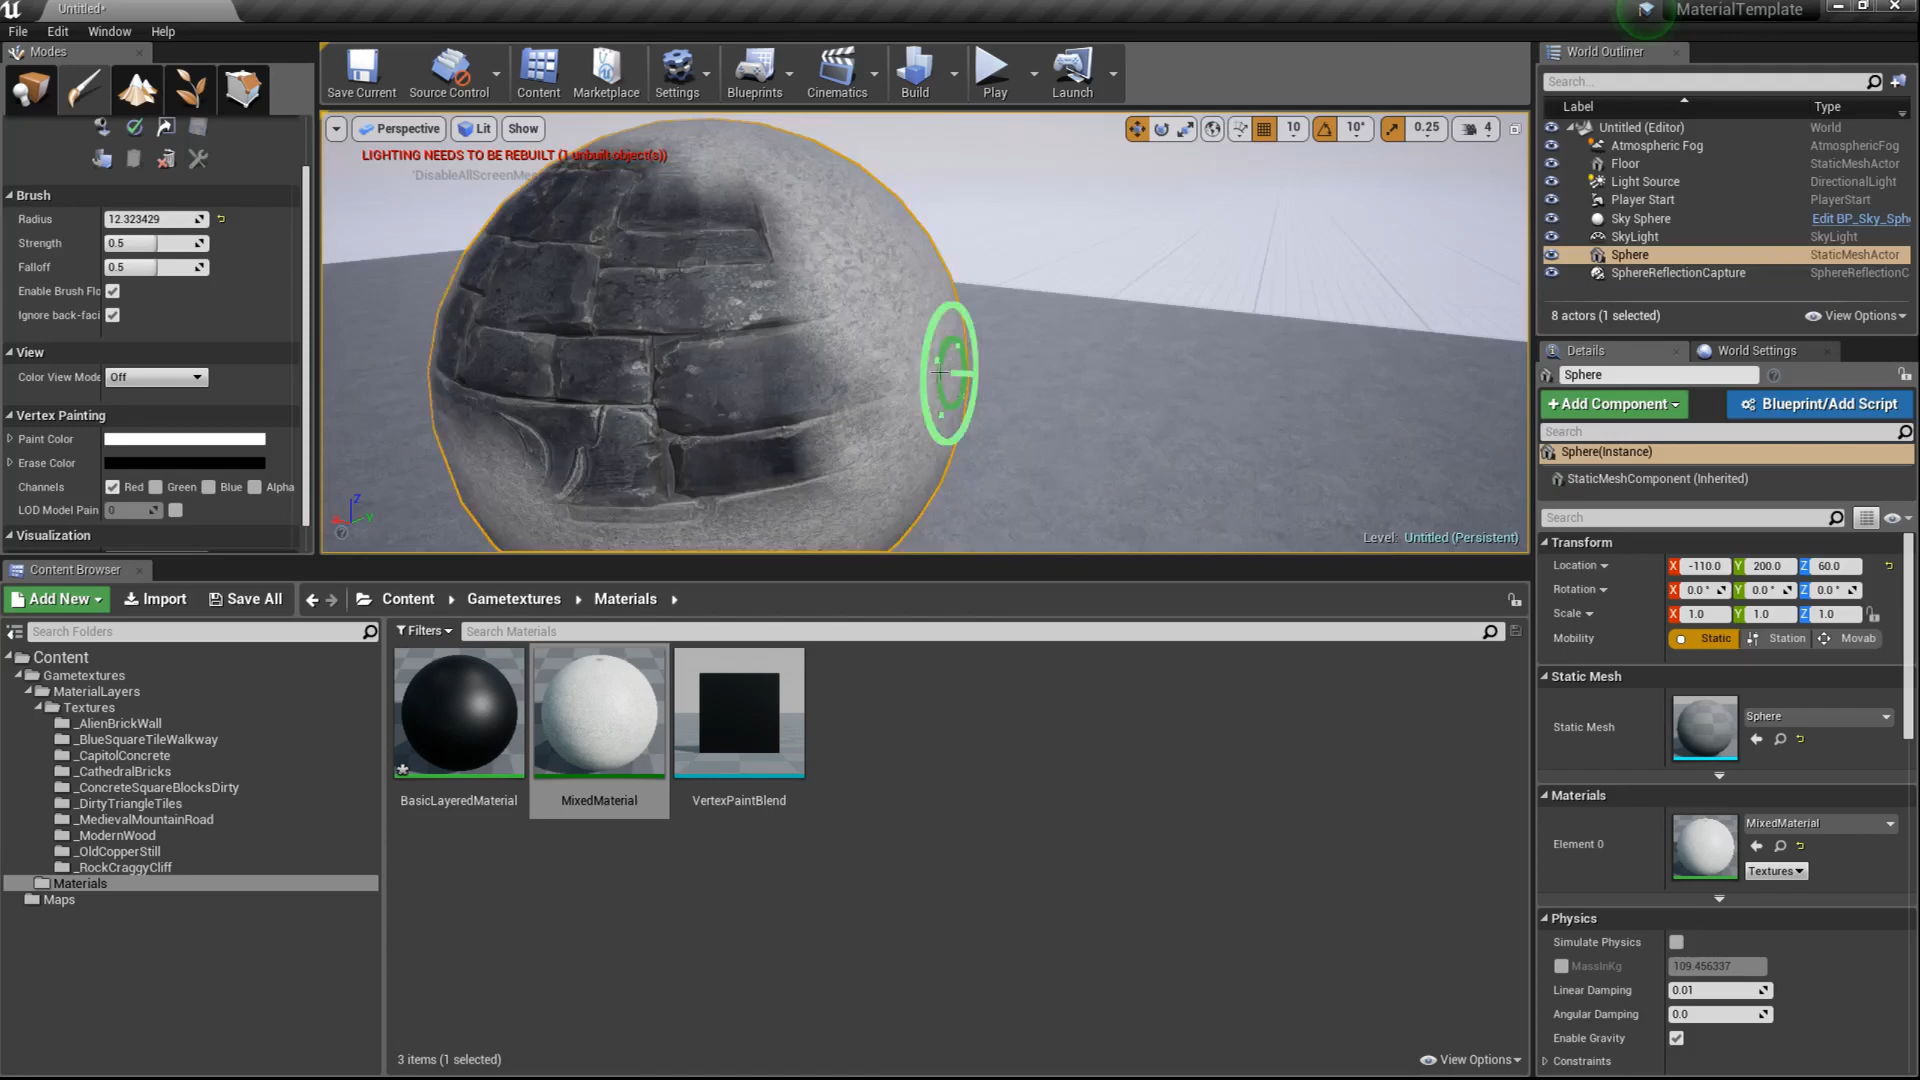 Untitled*
MaterialTemplate
File Edit Window Help
Modes
Save Current
Source Control
Content
Marketplace
Settings
Blueprints
Cinematics
Build
Play
Launch
Brush
Radius 12.323429
Strength 0.5
Falloff 0.5
Enable Brush Flo
Ignore back-faci
View
Color View Mode Off
Vertex Painting
Paint Color
Erase Color
Channels Red Green Blue Alpha
LOD Model Pain 0
Visualization
Perspective Lit Show
10 10° 0.25 4
LIGHTING NEEDS TO BE REBUILT (1 unbuilt object(s))
'DisableAllScreenMes
Z
Y
Level: Untitled (Persistent)
World Outliner
Search...
Label Type
Untitled (Editor) World
Atmospheric Fog AtmosphericFog
Floor StaticMeshActor
Light Source DirectionalLight
Player Start PlayerStart
Sky Sphere Edit BP_Sky_Sph
SkyLight SkyLight
Sphere StaticMeshActor
SphereReflectionCapture SphereReflectionC
8 actors (1 selected) View Options
Details World Settings
Sphere
+Add Component Blueprint/Add Script
Search
Sphere(Instance)
StaticMeshComponent (Inherited)
Search
Transform
Location X -110.0 Y 200.0 Z 60.0
Rotation X 0.0 ° Y 0.0 ° Z 0.0 °
Scale X 1.0 Y 1.0 Z 1.0
Mobility Static Station Movab
Static Mesh
Static Mesh Sphere
Materials
Element 0 MixedMaterial
Textures
Physics
Simulate Physics
MassInKg 109.456337
Linear Damping 0.01
Angular Damping 0.0
Enable Gravity
Constraints
Content Browser
Add New Import Save All Content Gametextures Materials
Search Folders
Filters Search Materials
Content
Gametextures
MaterialLayers
Textures
_AlienBrickWall
_BlueSquareTileWalkway
_CapitolConcrete
_CathedralBricks
_ConcreteSquareBlocksDirty
_DirtyTriangleTiles
_MedievalMountainRoad
_ModernWood
_OldCopperStill
_RockCraggyCliff
Materials
Maps
BasicLayeredMaterial
MixedMaterial
VertexPaintBlend
3 items (1 selected)
View Options